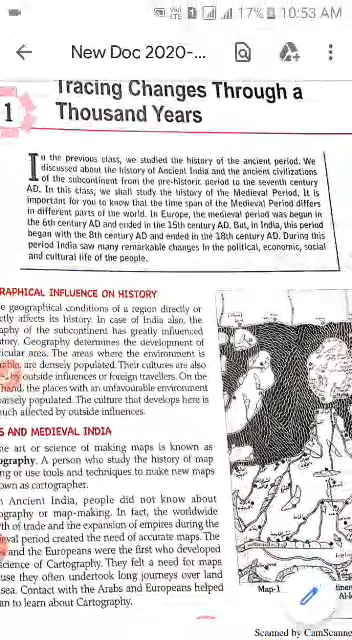 17% 10:53 AM
New Doc 2020-...
1
Tracing Changes Through a
Thousand Years
In the previous class, we studied the history of the ancient period. We
discussed about the history of Ancient India and the ancient civilizations
of the subcontinent from the pre-historic period to the seventh century
AD. In this class, we shall study the history of the Medieval Period. It is
important for you to know that the time span of the Medieval Period differs
in different parts of the world. In Europe, the medieval period was begun in
the 6th century AD and ended in the 15th century AD. But, in India, this period
began with the 8th century AD and ended in the 18th century AD. During this
period India saw many remarkable changes in the political, economic, social
and cultural life of the people.
RAPHICAL INFLUENCE ON HISTORY
e geographical conditions of a region directly or
ctly affects its history. In case of India also, the
aphy of the subcontinent has greatly influenced
story. Geography determines the development of
icular area. The areas where the environment is
rable, are densely populated. Their cultures are also
by outside influences or foreign travellers. On the
hand, the places with an unfavourable environment
parsely populated. The culture that develops here is
uch affected by outside influences.
S AND MEDIEVAL INDIA
he art or science of making maps is known as
ography. A person who study the history of map
ng or use tools and techniques to make new maps
own as cartographer.
n Ancient India, people did not know about
ography or map-making. In fact, the worldwide
th of trade and the expansion of empires during the
eval period created the need of accurate maps. The
and the Europeans were the first who developed
science of Cartography. They felt a need for maps
use they often undertook long journeys over land
sea. Contact with the Arabs and Europeans helped
an to learn about Cartography.
Map-1
Scanned by CamScanne